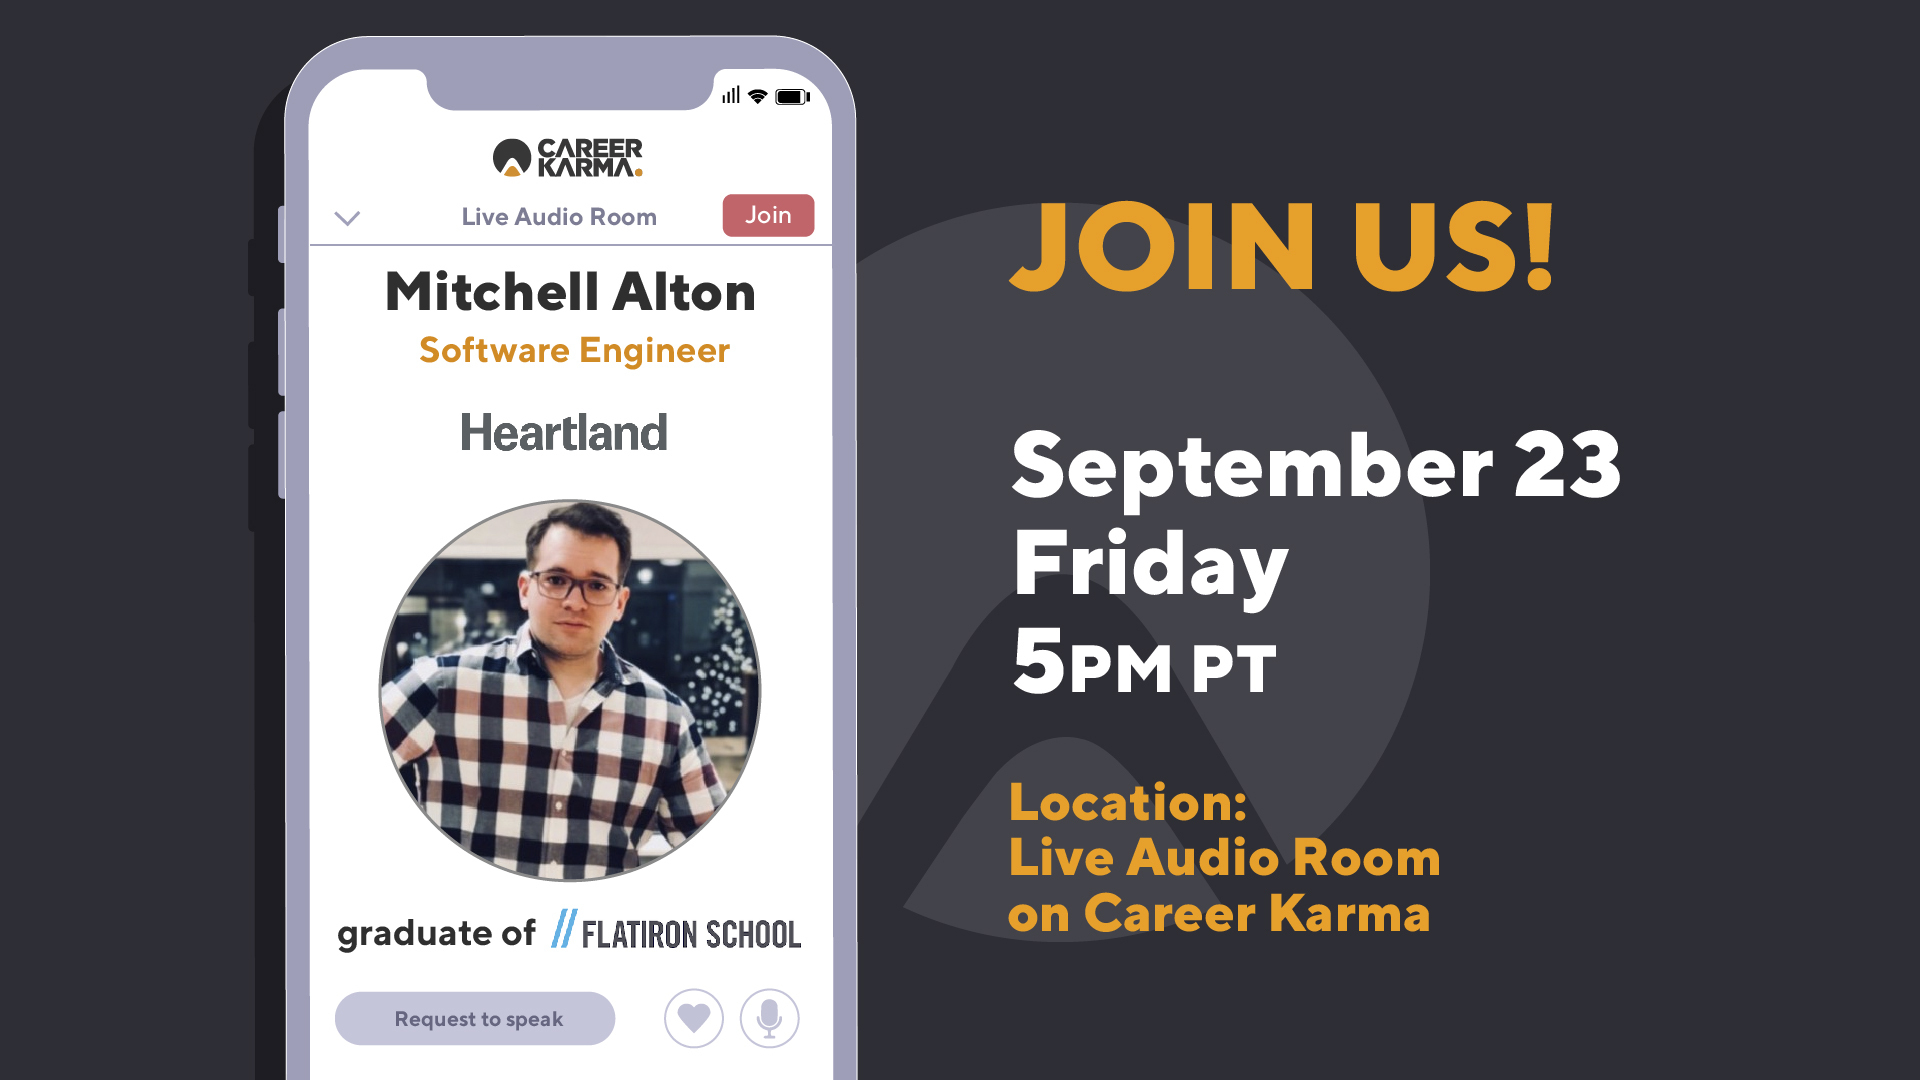 CAREER
KARMA.
Live Audio Room
Join
Mitchell Alton
Software Engineer
Heartland
graduate of // FLATIRON SCHOOL
Request to speak
JOIN US!
September 23
Friday
5PM PT
Location:
Live Audio Room
on Career Karma